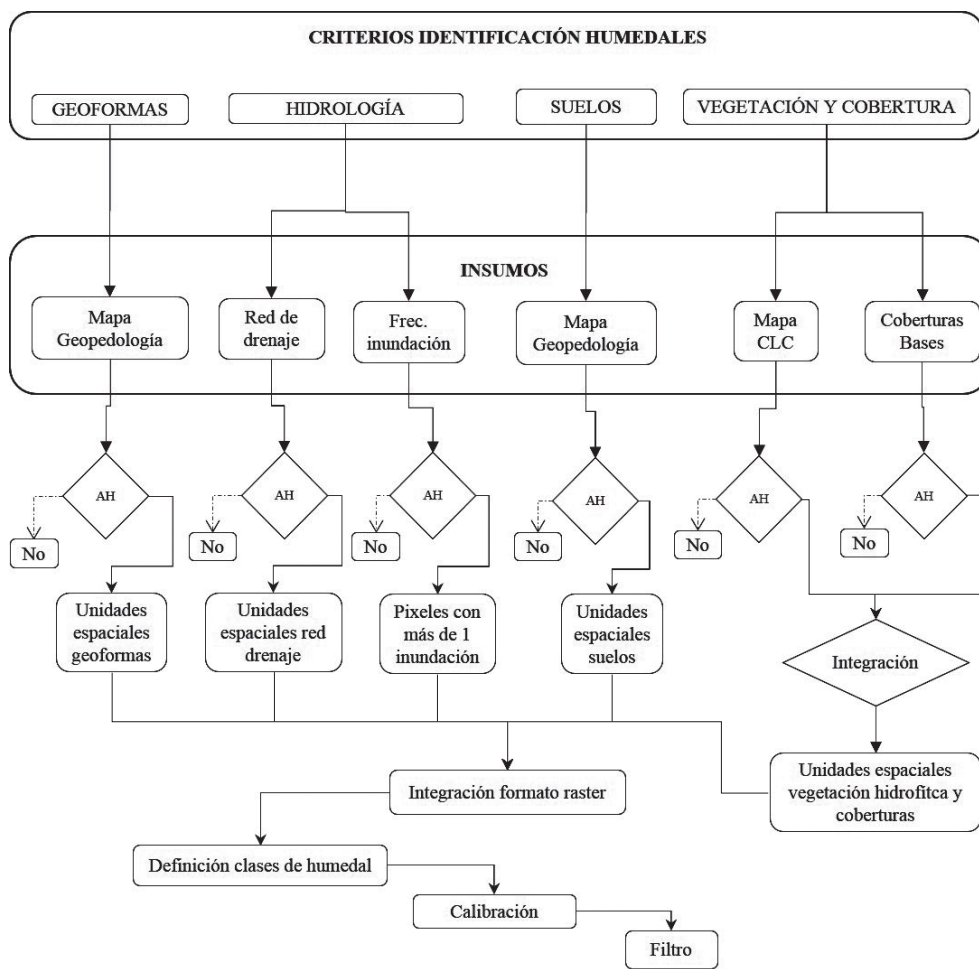 CRITERIOS IDENTIFICACIÓN HUMEDALES
GEOFORMAS
HIDROLOGÍA
SUELOS
VEGETACIÓN Y COBERTURA
INSUMOS
Mapa
Geopedología
Red de
drenaje
Frec.
inundación
Mapa
Geopedología
Mapa
CLC
Coberturas
Bases
AH
AH
AH
AH
AH
AH
No
No
No
No
No
No
Unidades
espaciales
geoformas
Unidades
espaciales red
drenaje
Pixeles con
más de 1
inundación
Unidades
espaciales
suelos
Integración
Unidades espaciales
vegetación hidrofítca y
coberturas
Integración formato raster
Definición clases de humedal
Calibración
Filtro